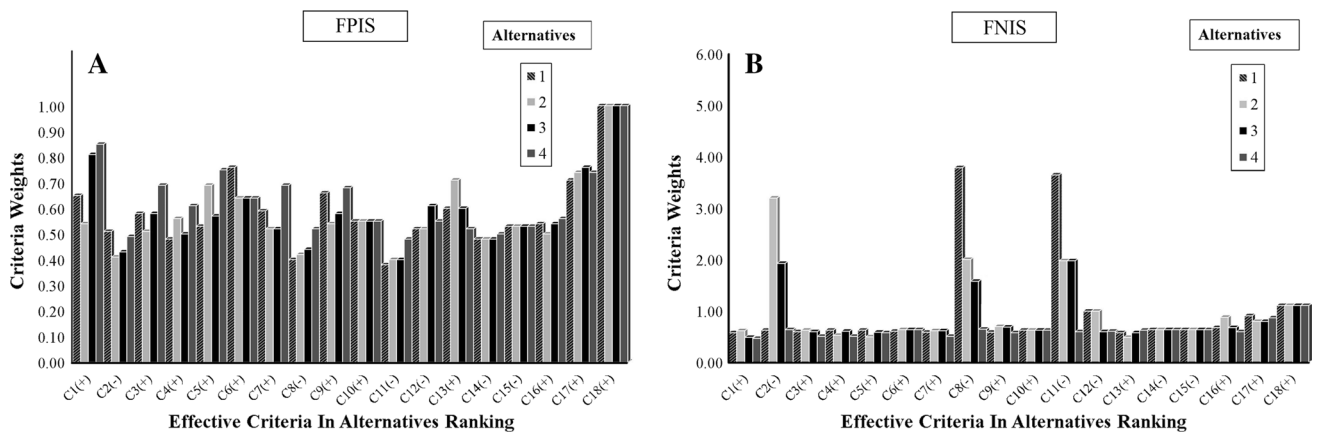 FPIS
Alternatives
A
1
2
3
4
Criteria Weights
1.00
0.90
0.80
0.70
0.60
0.50
0.40
0.30
0.20
0.10
0.00
C1(+)
C2(-)
C3(+)
C4(+)
C5(+)
C6(+)
C7(+)
C8(-)
C9(+)
C10(+)
C11(-)
C12(-)
C13(+)
C14(-)
C15(-)
C16(+)
C17(+)
C18(+)
Effective Criteria In Alternatives Ranking
FNIS
Alternatives
B
1
2
3
4
Criteria Weights
6.00
5.00
4.00
3.00
2.00
1.00
0.00
C1(+)
C2(-)
C3(+)
C4(+)
C5(+)
C6(+)
C7(+)
C8(-)
C9(+)
C10(+)
C11(-)
C12(-)
C13(+)
C14(-)
C15(-)
C16(+)
C17(+)
C18(+)
Effective Criteria In Alternatives Ranking